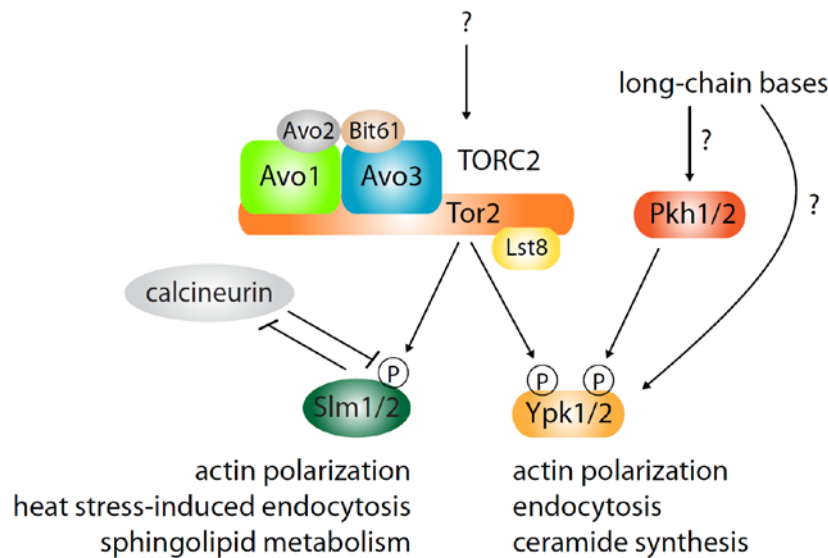 ?
long-chain bases
Avo2
Bit61
?
Avo1
Avo3
TORC2
Tor2
Pkh1/2
?
Lst8
calcineurin
P
P
P
Slm1/2
Ypk1/2
actin polarization
heat stress-induced endocytosis
sphingolipid metabolism
actin polarization
endocytosis
ceramide synthesis